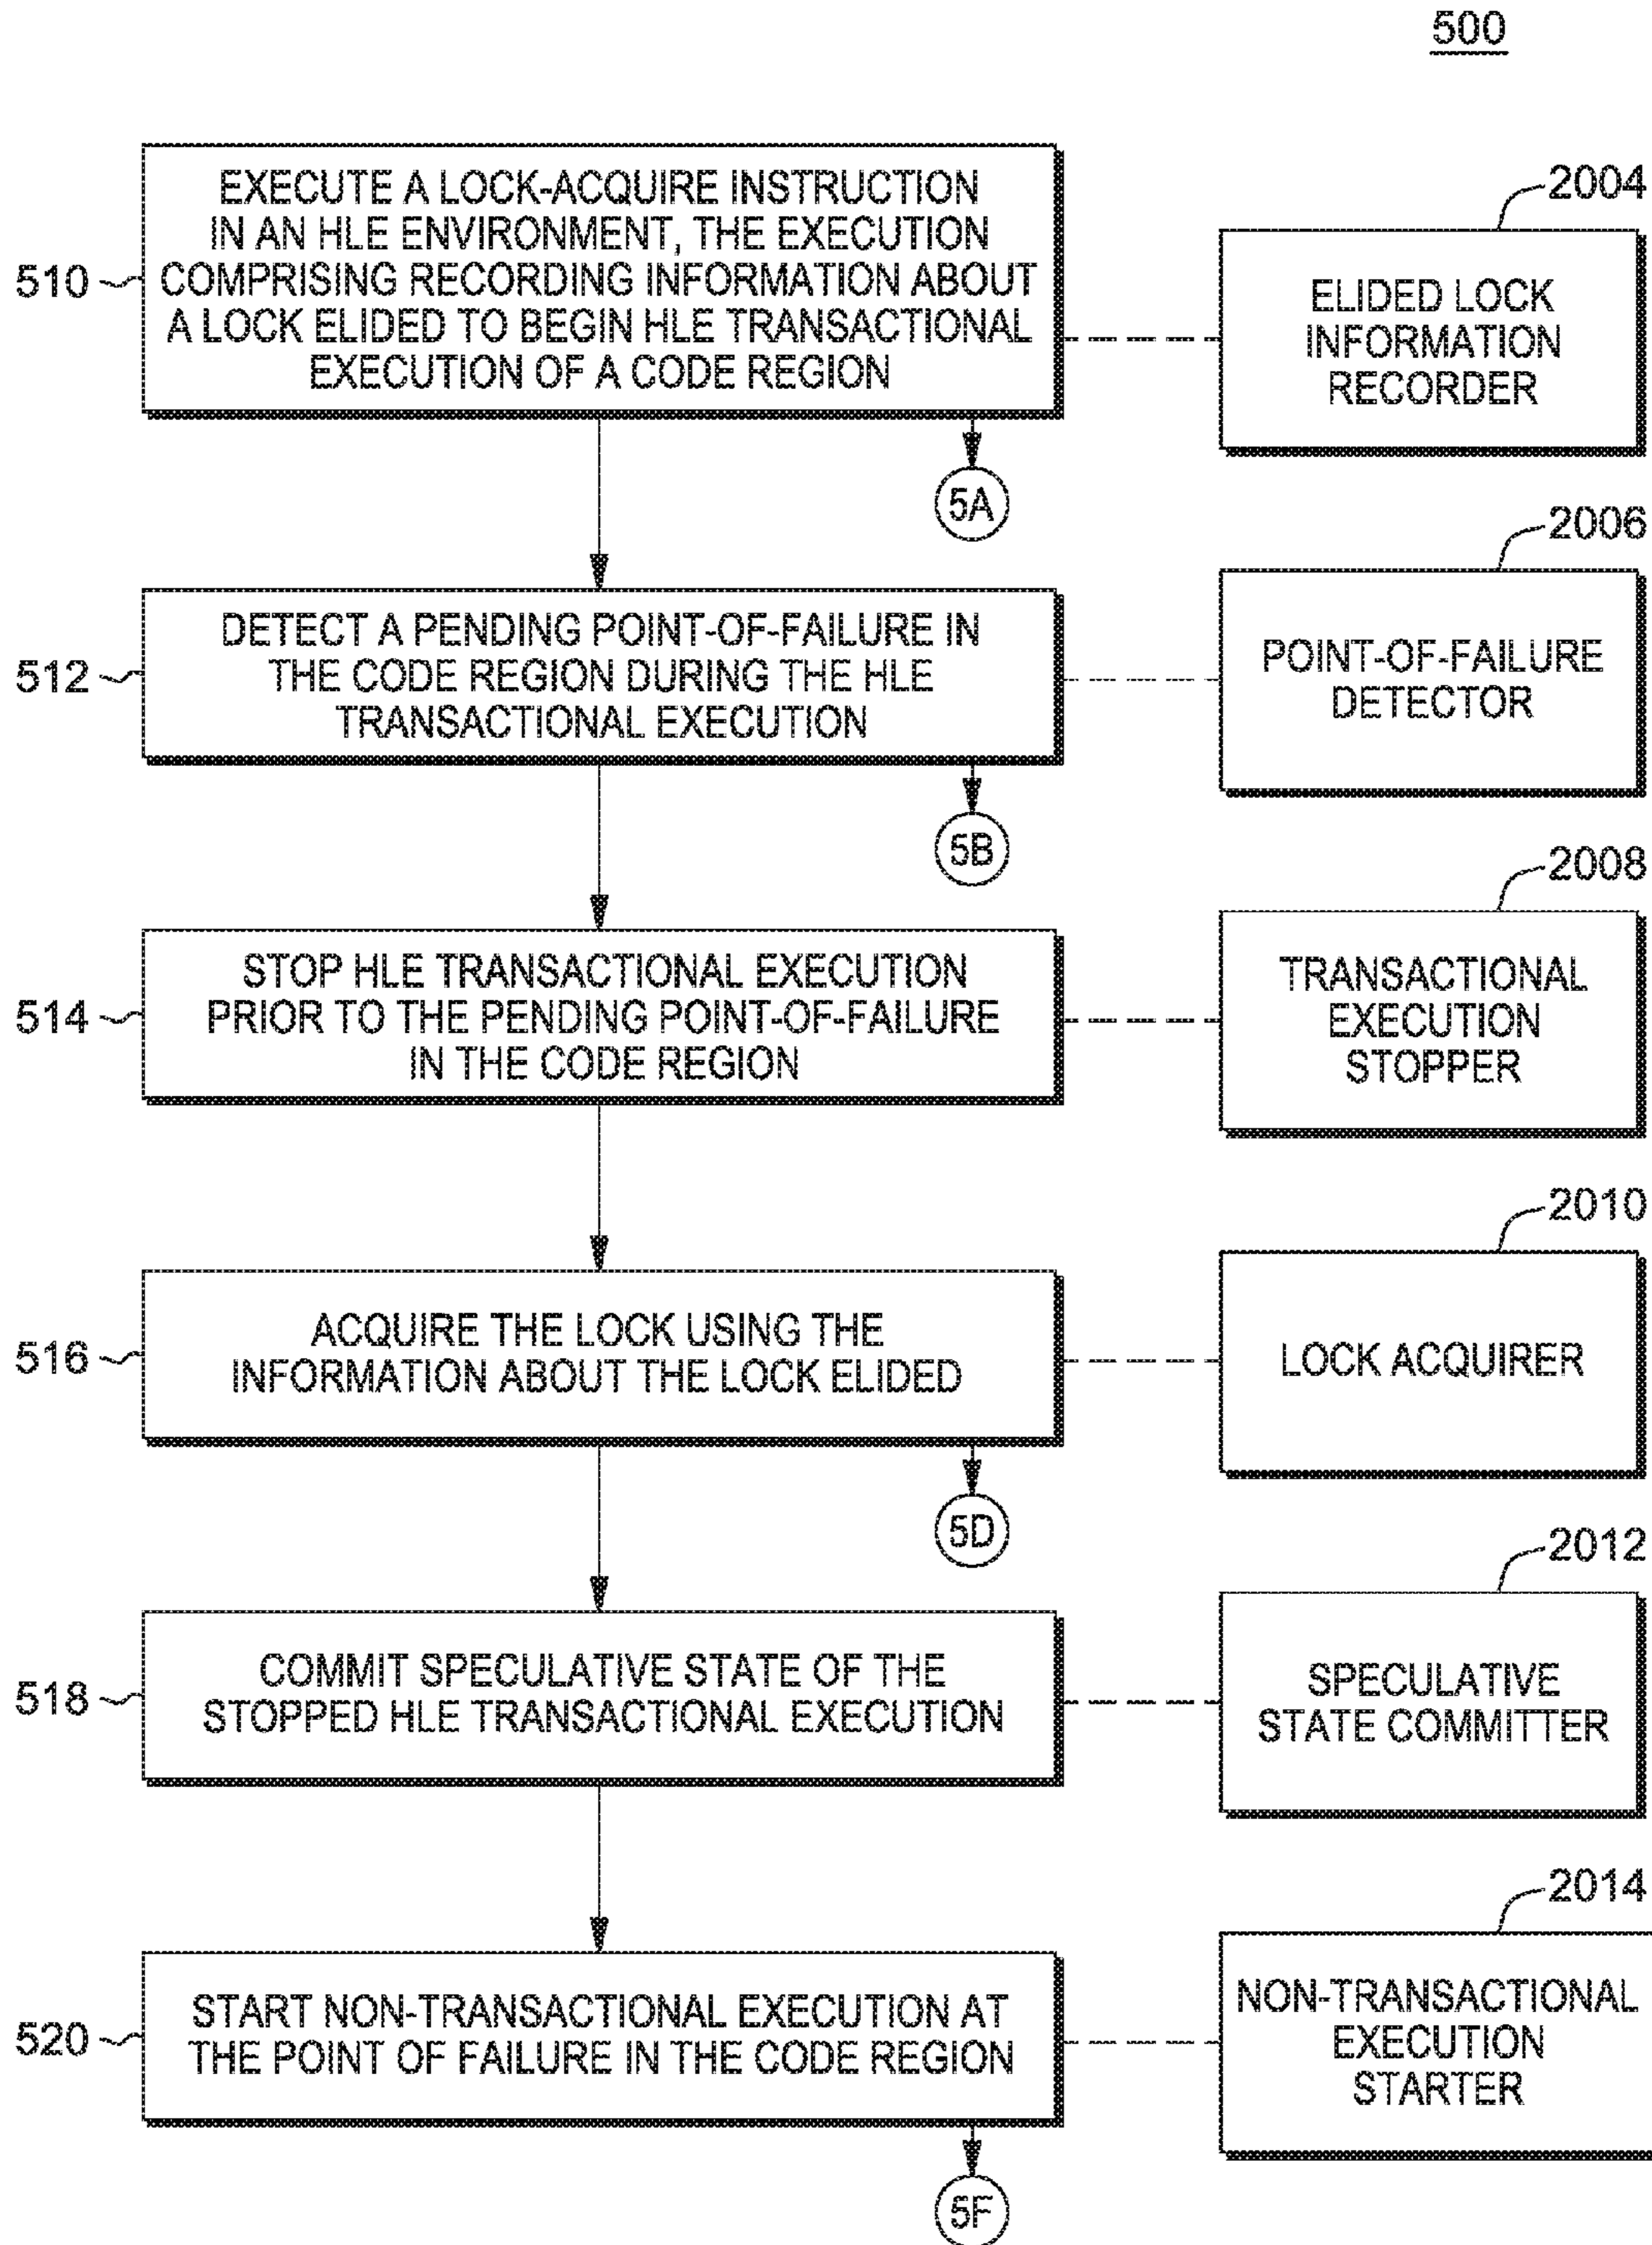 500
510
EXECUTE A LOCK-ACQUIRE INSTRUCTION
IN AN HLE ENVIRONMENT, THE EXECUTION
COMPRISING RECORDING INFORMATION ABOUT
A LOCK ELIDED TO BEGIN HLE TRANSACTIONAL
EXECUTION OF A CODE REGION
2004
ELIDED LOCK
INFORMATION
RECORDER
5A
512
DETECT A PENDING POINT-OF-FAILURE IN
THE CODE REGION DURING THE HLE
TRANSACTIONAL EXECUTION
2006
POINT-OF-FAILURE
DETECTOR
5B
514
STOP HLE TRANSACTIONAL EXECUTION
PRIOR TO THE PENDING POINT-OF-FAILURE
IN THE CODE REGION
2008
TRANSACTIONAL
EXECUTION
STOPPER
516
ACQUIRE THE LOCK USING THE
INFORMATION ABOUT THE LOCK ELIDED
2010
LOCK ACQUIRER
5D
518
COMMIT SPECULATIVE STATE OF THE
STOPPED HLE TRANSACTIONAL EXECUTION
2012
SPECULATIVE
STATE COMMITTER
520
START NON-TRANSACTIONAL EXECUTION AT
THE POINT OF FAILURE IN THE CODE REGION
2014
NON-TRANSACTIONAL
EXECUTION
STARTER
5F